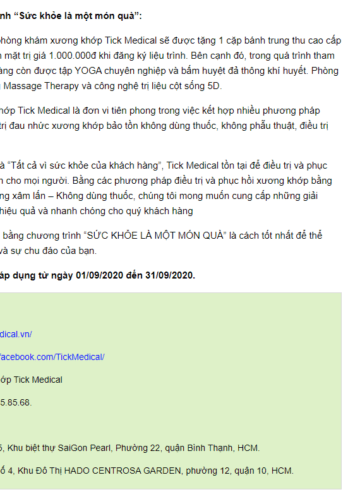 nh “Sức khỏe là một món quà”:
phòng khám xương khớp Tick Medical sẽ được tặng 1 cặp bánh trung thu cao cấp
mặt trị giá 1.000.000đ khi đăng ký liệu trình. Bên cạnh đó, trong quá trình tham
àng còn được tập YOGA chuyên nghiệp và bấm huyệt đả thông khí huyết. Phòng
Massage Therapy và công nghệ trị liệu cột sống 5D.
hớp Tick Medical là đơn vị tiên phong trong việc kết hợp nhiều phương pháp
trị đau nhức xương khớp bảo tồn không dùng thuốc, không phẫu thuật, điều trị
à “Tất cả vì sức khỏe của khách hàng”, Tick Medical tồn tại để điều trị và phục
n cho mọi người. Bằng các phương pháp điều trị và phục hồi xương khớp bằng
ng xâm lấn – Không dùng thuốc, chúng tôi mong muốn cung cấp những giải
hiệu quả và nhanh chóng cho quý khách hàng
bằng chương trình “SỨC KHỎE LÀ MỘT MÓN QUÀ” là cách tốt nhất để thể
và sự chu đáo của bạn.
áp dụng từ ngày 01/09/2020 đến 31/09/2020.
dical.vn/
facebook.com/TickMedical/
ớp Tick Medical
5.85.68.
5, Khu biệt thự SaiGon Pearl, Phường 22, quận Bình Thạnh, HCM.
ố 4, Khu Đô Thị HADO CENTROSA GARDEN, phường 12, quận 10, HCM.